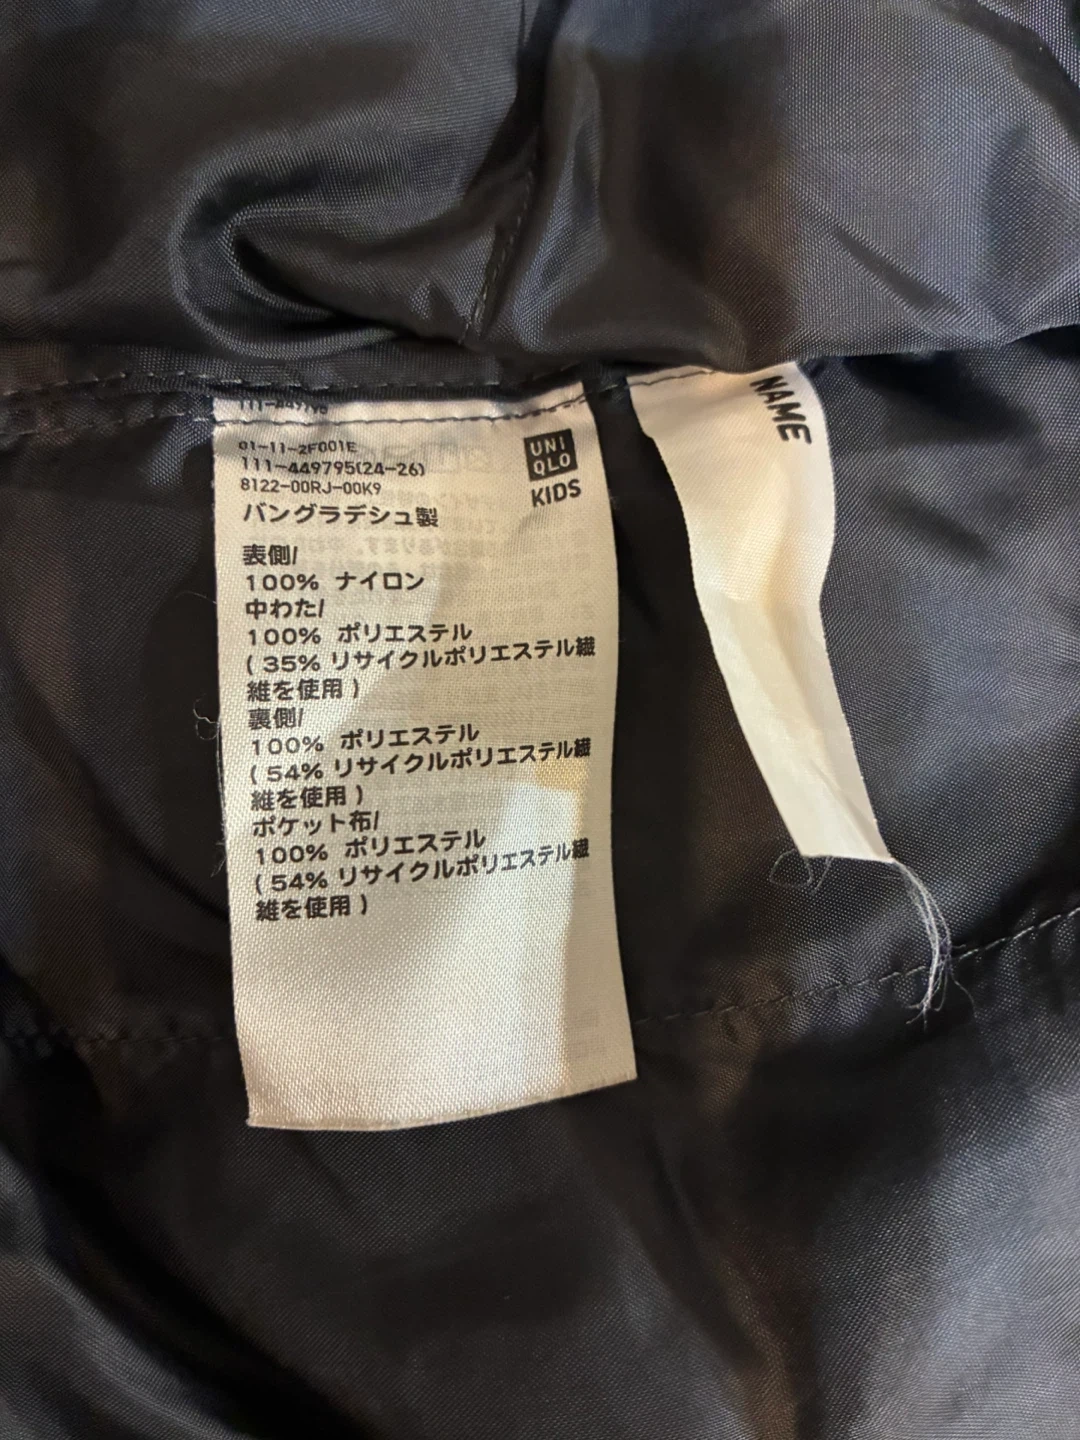 01-11-2F001E
111-449795(24-26)
8122-00RJ-00K9
バングラデシュ製
UNI
QLO
KIDS
表側/
100% ナイロン
中わた/
100% ポリエステル
( 35% リサイクルポリエステル繊
維を使用 )
裏側/
100% ポリエステル
( 54% リサイクルポリエステル繊
維を使用 )
ポケット布/
100% ポリエステル
( 54% リサイクルポリエステル繊
維を使用 )
NAME